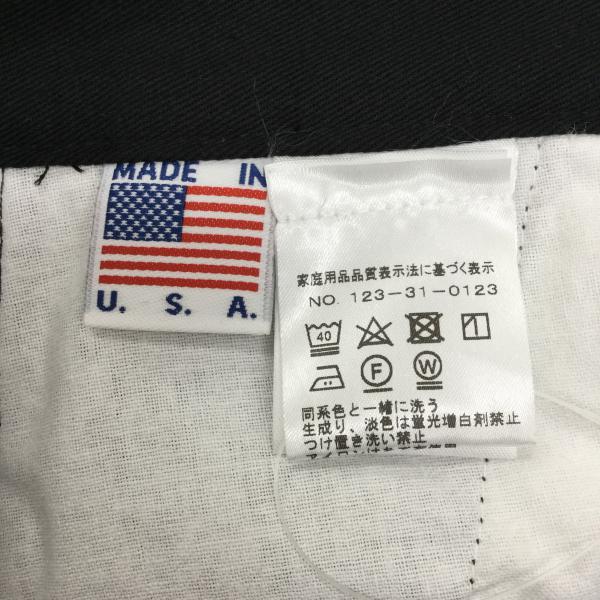 MADE IN
U. S. A.
家庭用品品質表示法に基づく表示
NO. 123-31-0123
40
F W
同系色と一緒に洗う
生成り、淡色は蛍光増白剤禁止
つけ置き洗い禁止